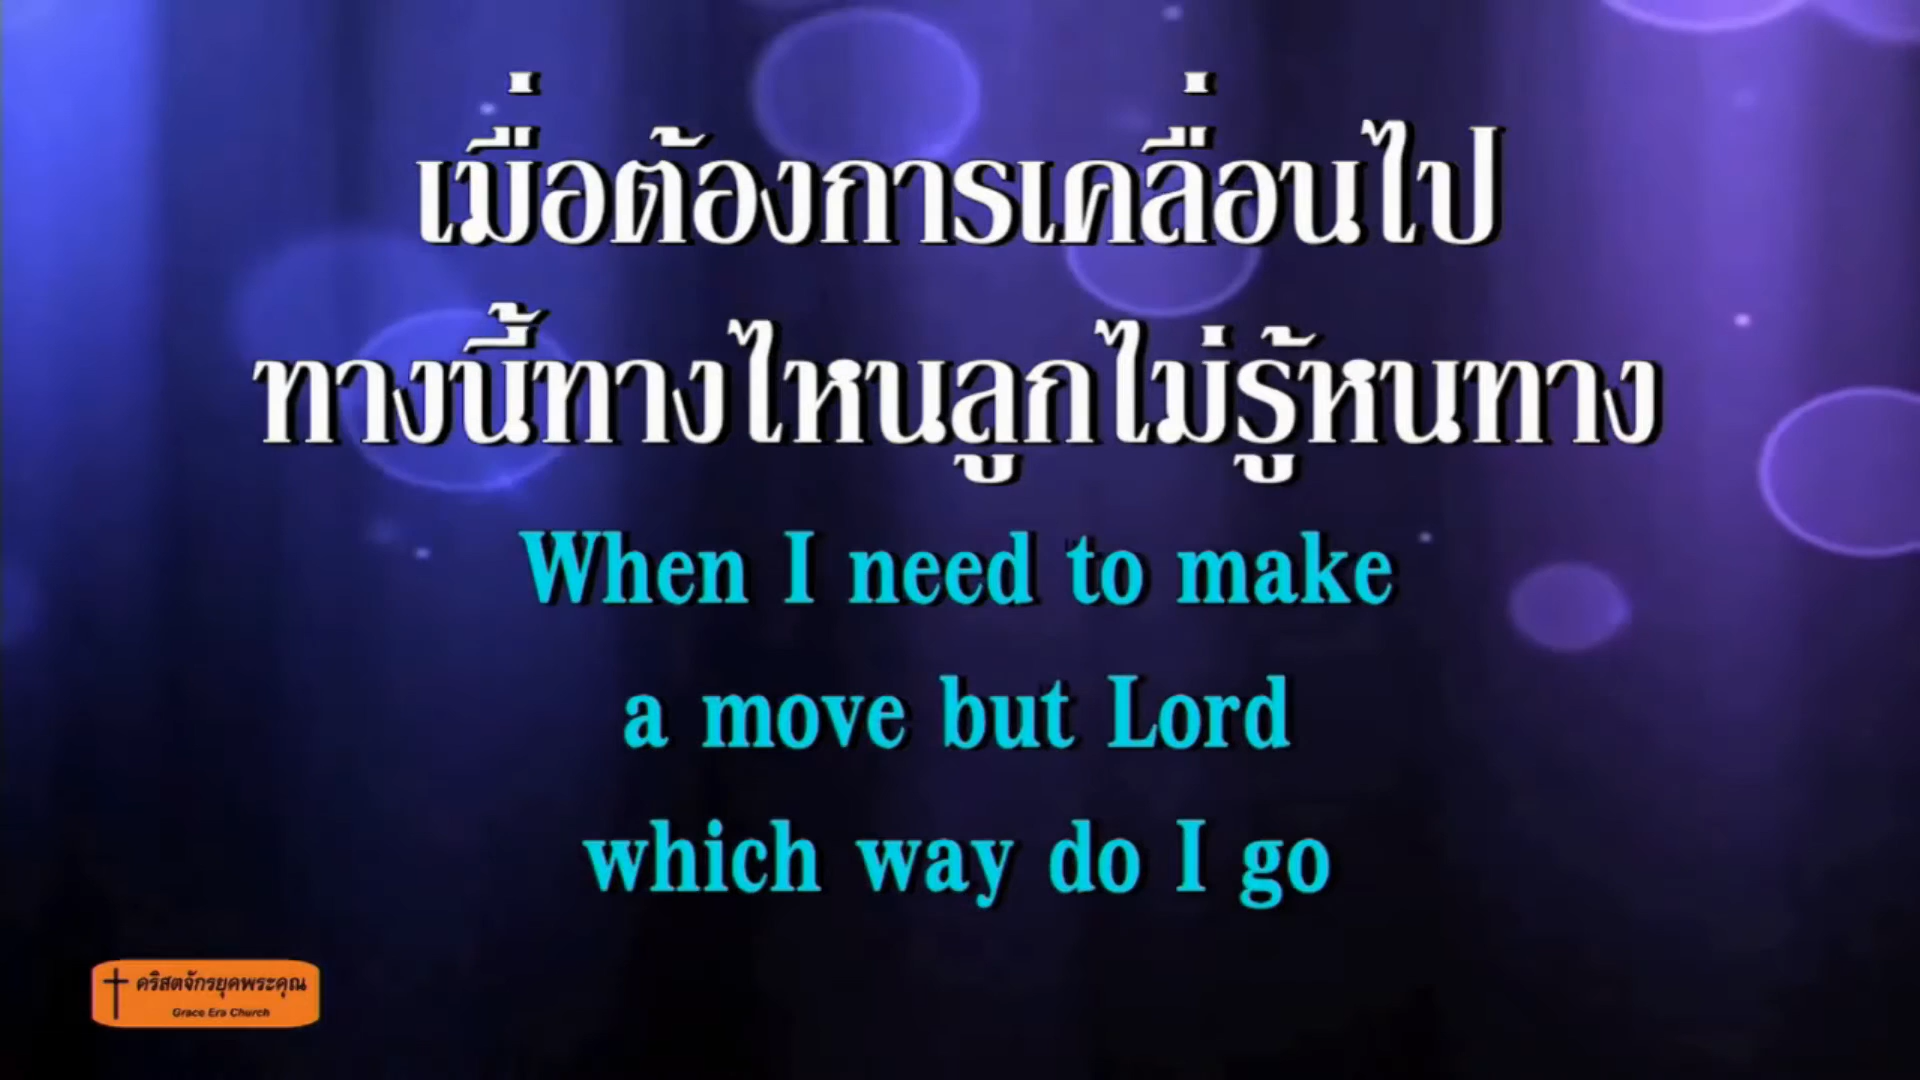 เมื่อต้องการเคลื่อนไป
ทางนี้ทางไหนลูกไม่รู้หนทาง
When I need to make
a move but Lord
which way do I go
คริสตจักรยุคพระคุณ
Grace Era Church